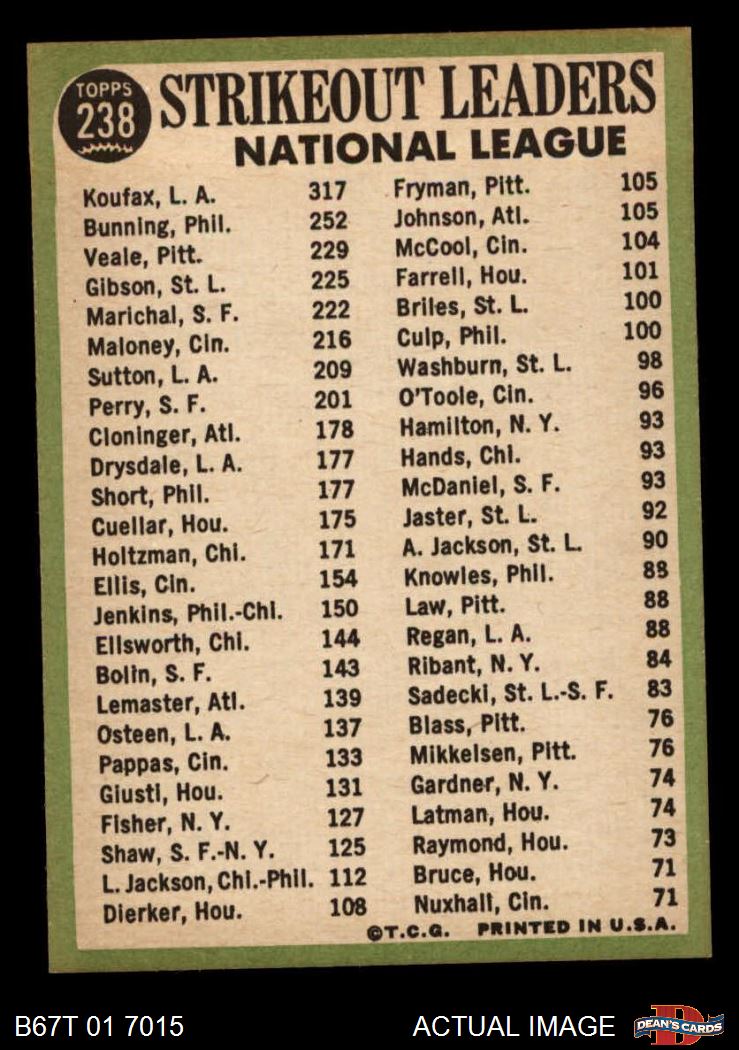 TOPPS
238
STRIKEOUT LEADERS
NATIONAL LEAGUE
Koufax, L. A. 317
Bunning, Phil. 252
Veale, Pitt. 229
Gibson, St. L. 225
Marichal, S. F. 222
Maloney, Cin. 216
Sutton, L. A. 209
Perry, S. F. 201
Cloninger, Atl. 178
Drysdale, L. A. 177
Short, Phil. 177
Cuellar, Hou. 175
Holtzman, Chi. 171
Ellis, Cin. 154
Jenkins, Phil.-Chi. 150
Ellsworth, Chi. 144
Bolin, S. F. 143
Lemaster, Atl. 139
Osteen, L. A. 137
Pappas, Cin. 133
Giusti, Hou. 131
Fisher, N. Y. 127
Shaw, S. F.-N. Y. 125
L. Jackson, Chi.-Phil. 112
Dierker, Hou. 108
Fryman, Pitt. 105
Johnson, Atl. 105
McCool, Cin. 104
Farrell, Hou. 101
Briles, St. L. 100
Culp, Phil. 100
Washburn, St. L. 98
O'Toole, Cin. 96
Hamilton, N. Y. 93
Hands, Chi. 93
McDaniel, S. F. 93
Jaster, St. L. 92
A. Jackson, St. L. 90
Knowles, Phil. 88
Law, Pitt. 88
Regan, L. A. 88
Ribant, N. Y. 84
Sadecki, St. L.-S. F. 83
Blass, Pitt. 76
Mikkelsen, Pitt. 76
Gardner, N. Y. 74
Latman, Hou. 74
Raymond, Hou. 73
Bruce, Hou. 71
Nuxhall, Cin. 71
©T.C.G. PRINTED IN U.S.A.
B67T 01 7015 ACTUAL IMAGE
D
DEAN'S CARDS